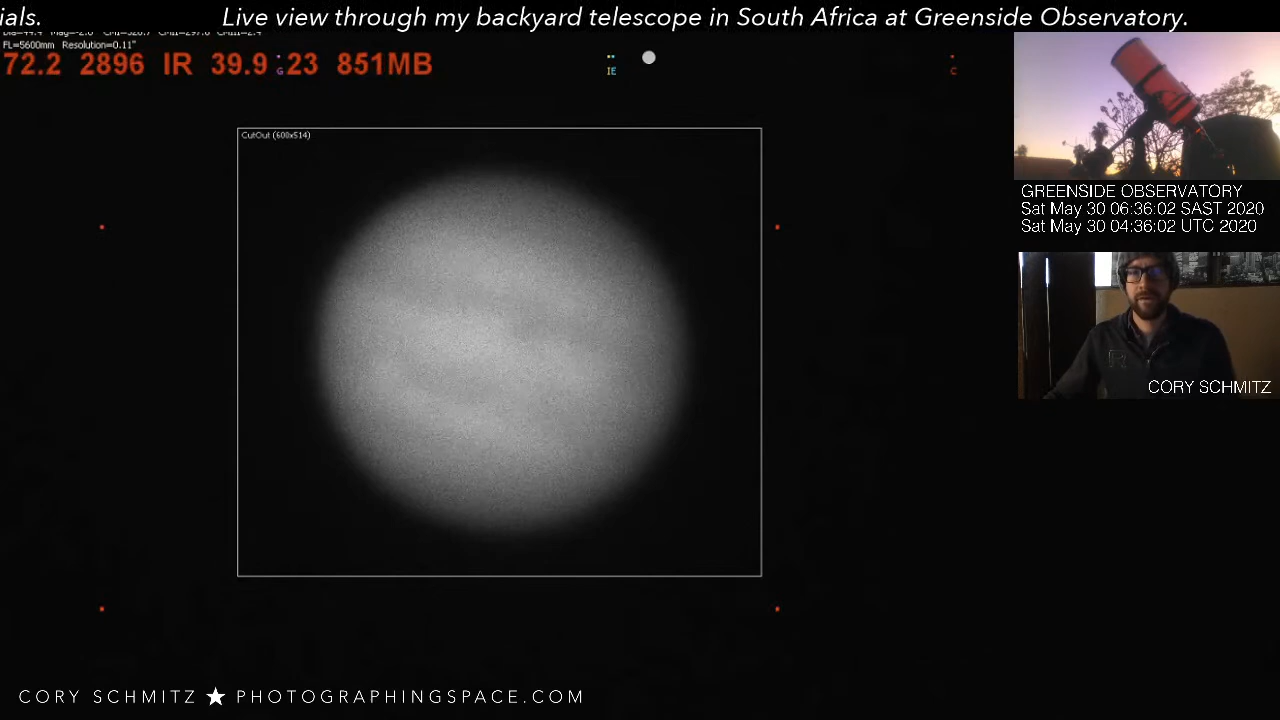 ials. Live view through my backyard telescope in South Africa at Greenside Observatory.
FL=5600mm Resolution=0.11"
72.2 2896 IR 39.9 G 23 851MB
IE
C
CutOut (600x514)
GREENSIDE OBSERVATORY
Sat May 30 06:36:02 SAST 2020
Sat May 30 04:36:02 UTC 2020
CORY SCHMITZ
CORY SCHMITZ ★ PHOTOGRAPHINGSPACE.COM